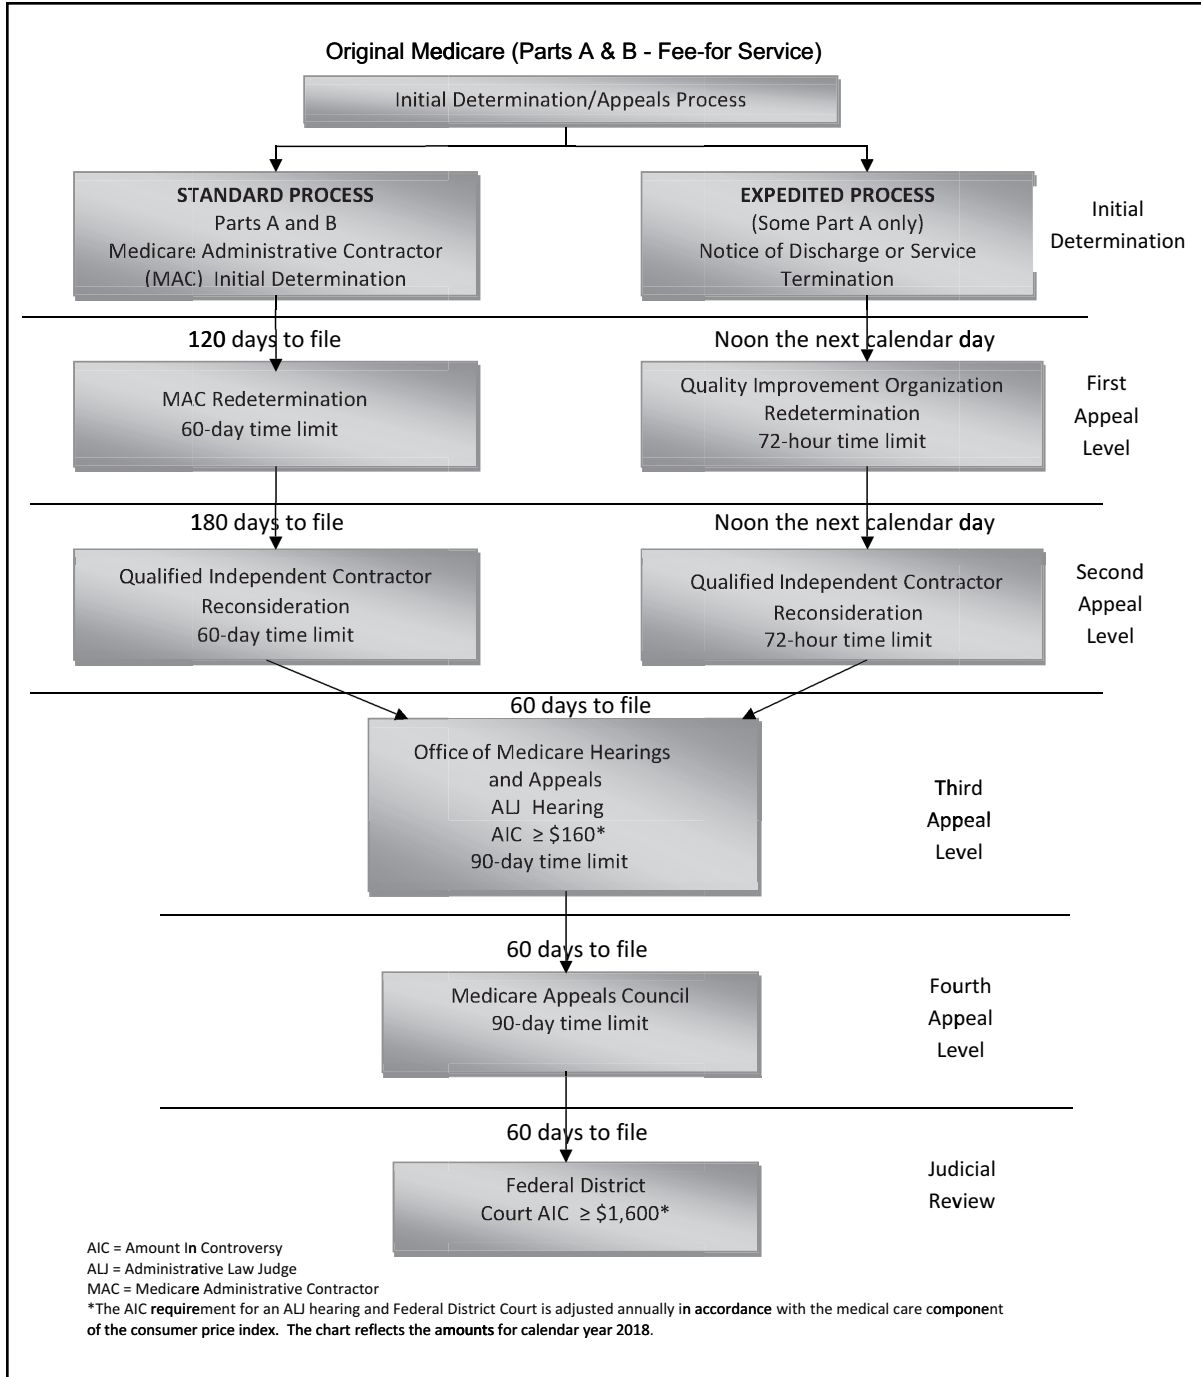 Original Medicare (Parts A & B - Fee-for Service)
Initial Determination/Appeals Process
STANDARD PROCESS
Parts A and B
Medicare Administrative Contractor
(MAC) Initial Determination
EXPEDITED PROCESS
(Some Part A only)
Notice of Discharge or Service
Termination
Initial
Determination
120 days to file
Noon the next calendar day
MAC Redetermination
60-day time limit
Quality Improvement Organization
Redetermination
72-hour time limit
First
Appeal
Level
180 days to file
Noon the next calendar day
Qualified Independent Contractor
Reconsideration
60-day time limit
Qualified Independent Contractor
Reconsideration
72-hour time limit
Second
Appeal
Level
60 days to file
Office of Medicare Hearings
and Appeals
ALJ Hearing
AIC ≥ $160*
90-day time limit
Third
Appeal
Level
60 days to file
Medicare Appeals Council
90-day time limit
Fourth
Appeal
Level
60 days to file
Federal District
Court AIC ≥ $1,600*
Judicial
Review
AIC = Amount In Controversy
ALJ = Administrative Law Judge
MAC = Medicare Administrative Contractor
*The AIC requirement for an ALJ hearing and Federal District Court is adjusted annually in accordance with the medical care component
of the consumer price index. The chart reflects the amounts for calendar year 2018.